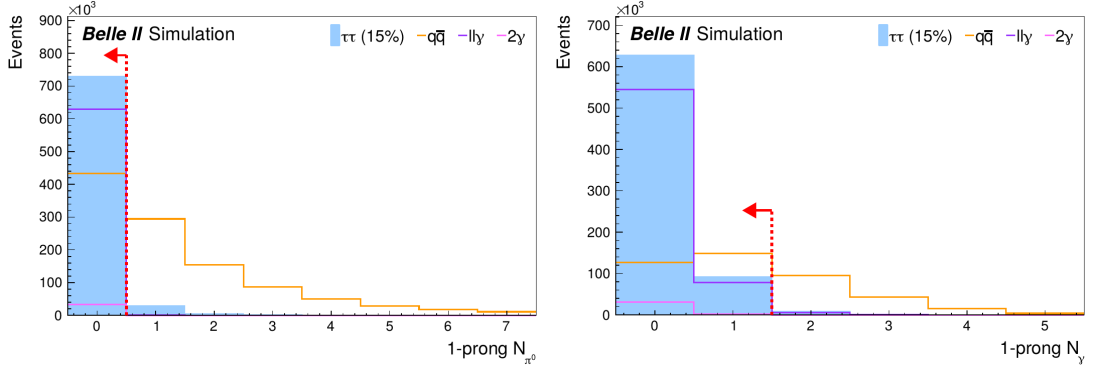 ×10³
Events
Belle II Simulation
ττ (15%) qq̅ llγ 2γ
900
800
700
600
500
400
300
200
100
0
0 1 2 3 4 5 6 7
1-prong N_π⁰
×10³
Events
Belle II Simulation
ττ (15%) qq̅ llγ 2γ
700
600
500
400
300
200
100
0
0 1 2 3 4 5
1-prong N_γ